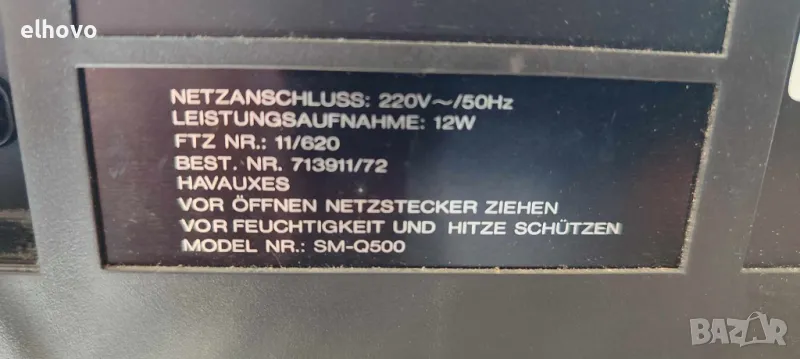 elhovo
NETZANSCHLUSS: 220V~/50Hz
LEISTUNGSAUFNAHME: 12W
FTZ NR.: 11/620
BEST. NR. 713911/72
HAVAUXES
VOR ÖFFNEN NETZSTECKER ZIEHEN
VOR FEUCHTIGKEIT UND HITZE SCHÜTZEN
MODEL NR.: SM-Q500
BAZAR